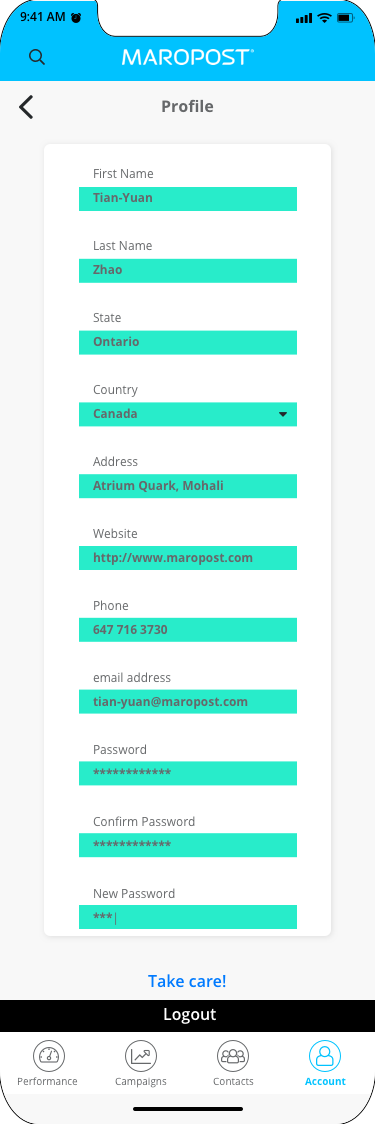 9:41 AM
MAROPOST
Profile
First Name
Tian-Yuan
Last Name
Zhao
State
Ontario
Country
Canada
Address
Atrium Quark, Mohali
Website
http://www.maropost.com
Phone
647 716 3730
email address
tian-yuan@maropost.com
Password
************
Confirm Password
************
New Password
***
Take care!
Logout
Performance Campaigns Contacts Account